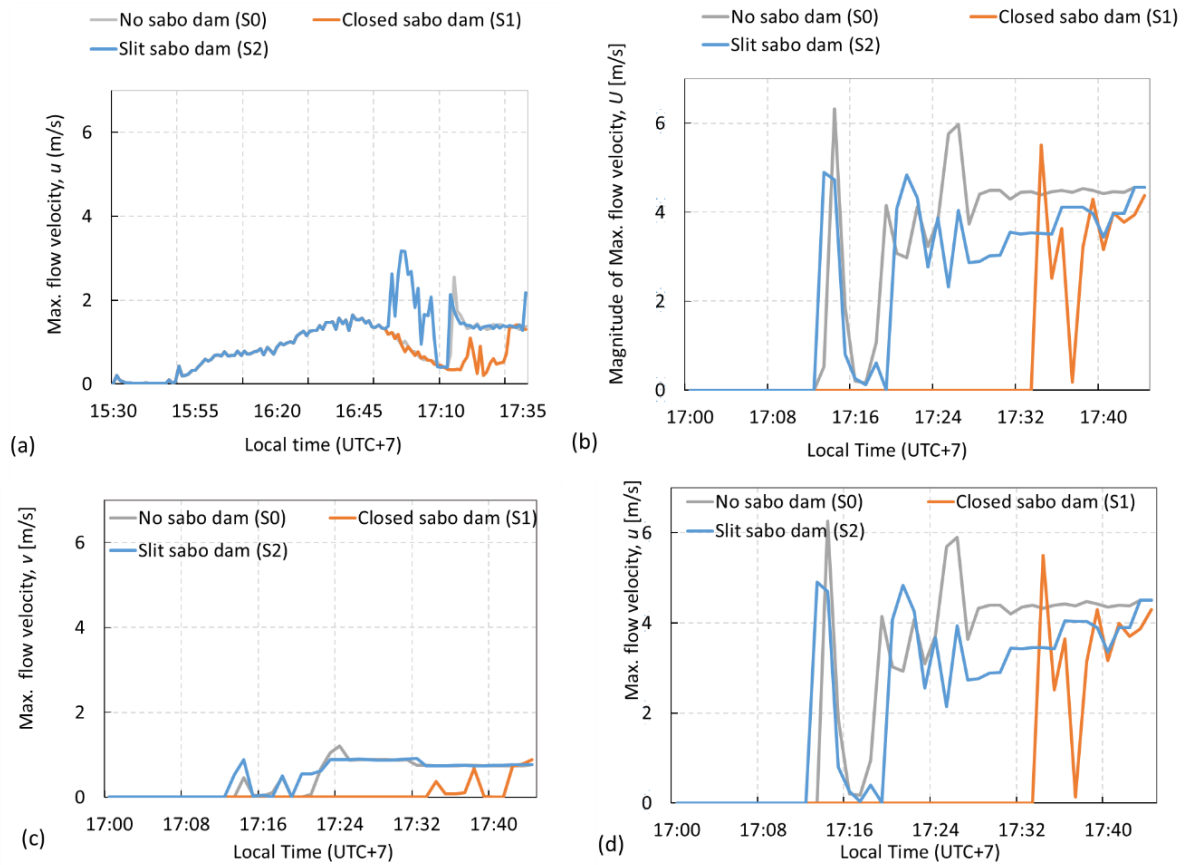 No sabo dam (S0)
Closed sabo dam (S1)
Slit sabo dam (S2)
Max. flow velocity, u (m/s)
6
4
2
0
15:30
15:55
16:20
16:45
17:10
17:35
(a)
Local time (UTC+7)
No sabo dam (S0)
Closed sabo dam (S1)
Slit sabo dam (S2)
Magnitude of Max. flow velocity, U [m/s]
6
4
2
0
17:00
17:08
17:16
17:24
17:32
17:40
(b)
Local Time (UTC+7)
No sabo dam (S0)
Closed sabo dam (S1)
Slit sabo dam (S2)
Max. flow velocity, v [m/s]
6
4
2
0
17:00
17:08
17:16
17:24
17:32
17:40
(c)
Local Time (UTC+7)
No sabo dam (S0)
Closed sabo dam (S1)
Slit sabo dam (S2)
Max. flow velocity, u [m/s]
6
4
2
0
17:00
17:08
17:16
17:24
17:32
17:40
(d)
Local Time (UTC+7)